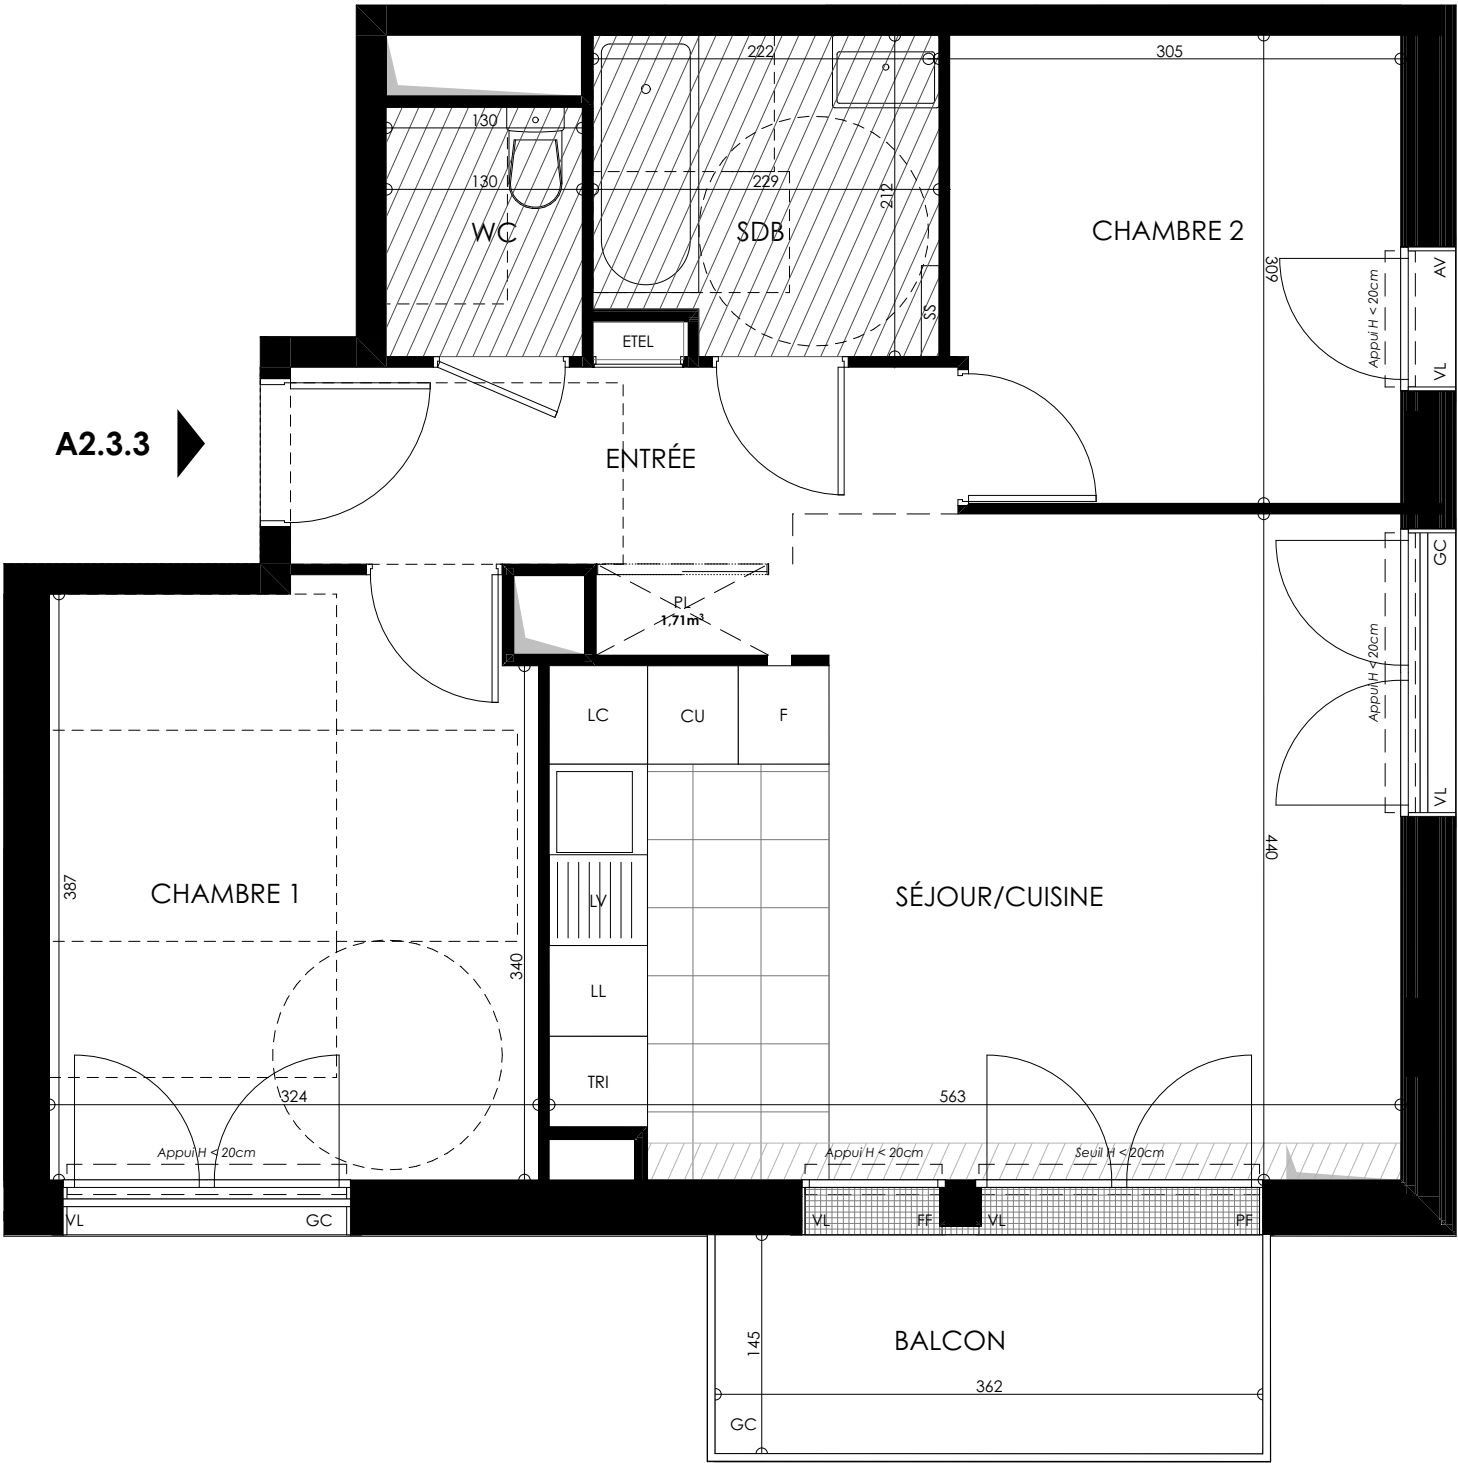 222
305
130
130
229
212
WC
SDB
CHAMBRE 2
309
Appui H < 20cm
AV
VL
SS
ETEL
A2.3.3
ENTRÉE
PL
1,71m³
GC
Appui H < 20cm
VL
LC
CU
F
440
387
CHAMBRE 1
LV
SÉJOUR/CUISINE
340
LL
TRI
324
563
Appui H < 20cm
Appui H < 20cm
Seuil H < 20cm
VL
GC
VL
FF
VL
PF
145
BALCON
362
GC